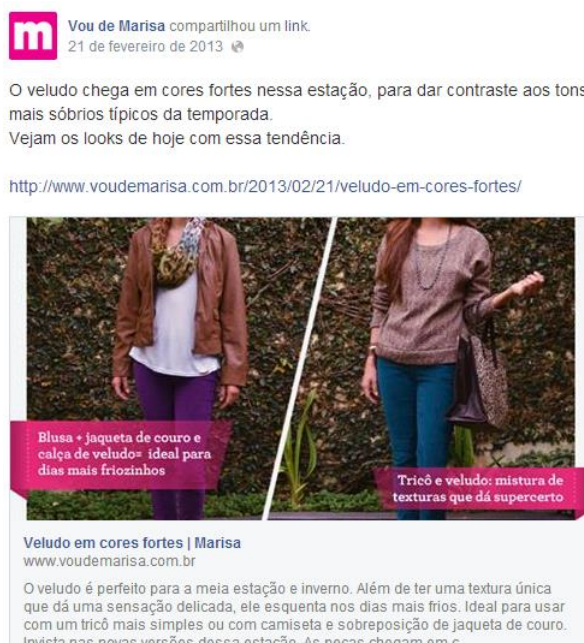 m
Vou de Marisa compartilhou um link.
21 de fevereiro de 2013
O veludo chega em cores fortes nessa estação, para dar contraste aos tons
mais sóbrios típicos da temporada.
Vejam os looks de hoje com essa tendência.
http://www.voudemarisa.com.br/2013/02/21/veludo-em-cores-fortes/
Blusa + jaqueta de couro e
calça de veludo= ideal para
dias mais friozinhos
Tricô e veludo: mistura de
texturas que dá supercerto
Veludo em cores fortes | Marisa
www.voudemarisa.com.br
O veludo é perfeito para a meia estação e inverno. Além de ter uma textura única
que dá uma sensação delicada, ele esquenta nos dias mais frios. Ideal para usar
com um tricô mais simples ou com camiseta e sobreposição de jaqueta de couro.
Invista nas novas versões dessa estação. As peças chegam em c